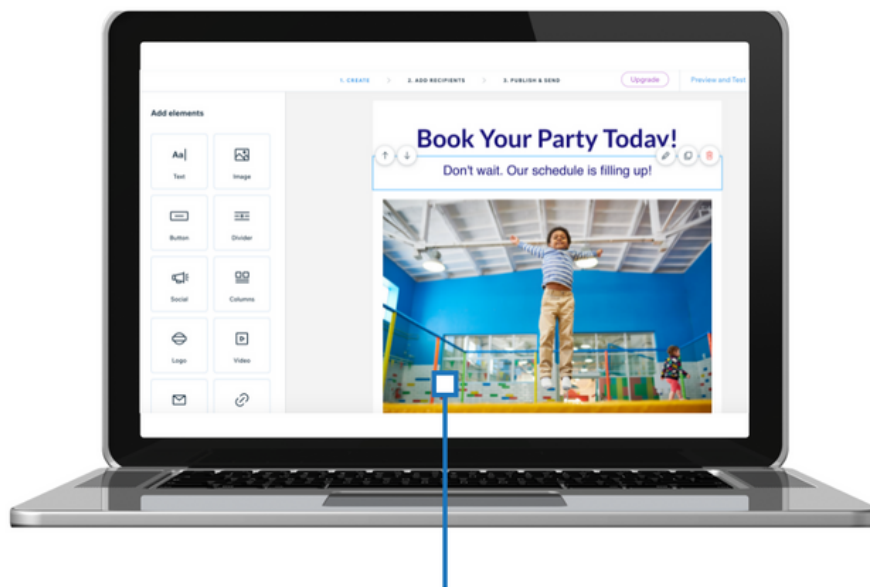 1. CREATE > 2. ADD RECIPIENTS > 3. PUBLISH & SEND Upgrade Preview and Test
Add elements
Aa| 
Text Image
Button Divider
Social Columns
Logo Video
Book Your Party Today!
Don't wait. Our schedule is filling up!